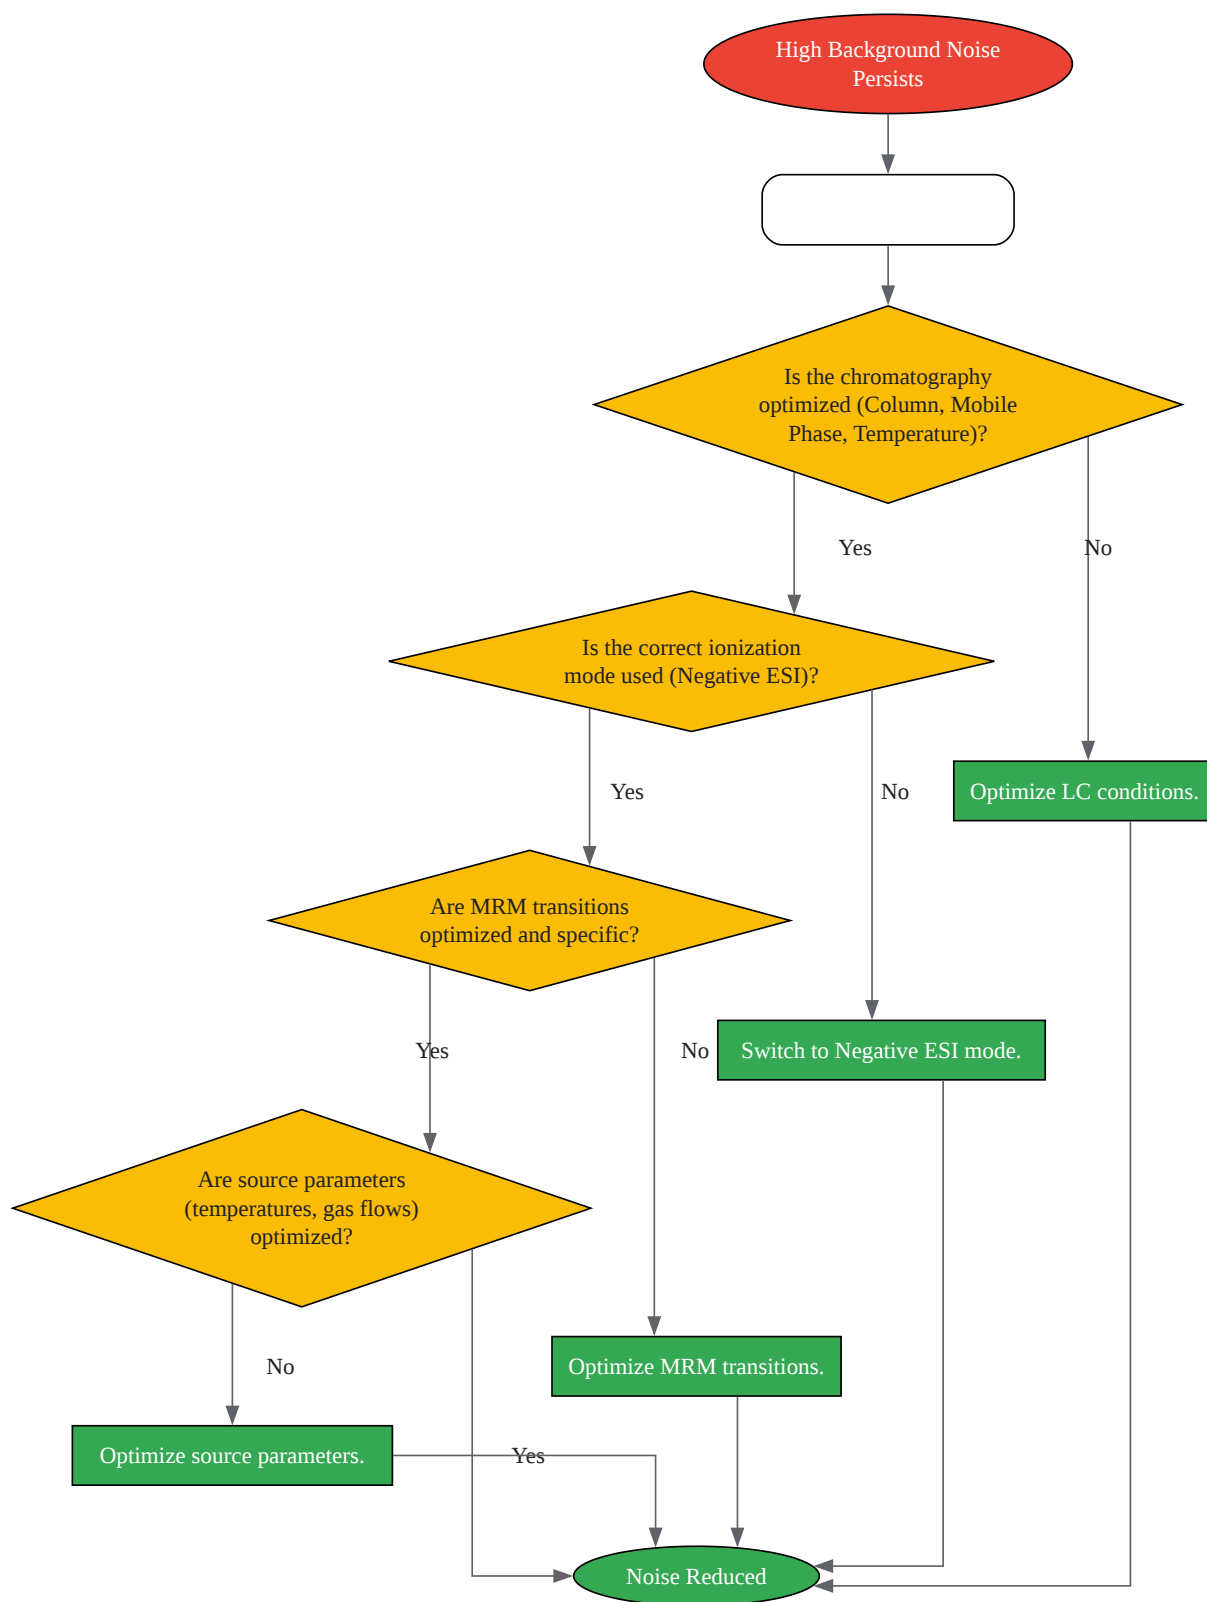 High Background Noise
Persists
Is the chromatography
optimized (Column, Mobile
Phase, Temperature)?
Yes
No
Is the correct ionization
mode used (Negative ESI)?
Yes
No
Optimize LC conditions.
Are MRM transitions
optimized and specific?
Yes
No
Switch to Negative ESI mode.
Are source parameters
(temperatures, gas flows)
optimized?
No
Optimize MRM transitions.
Optimize source parameters.
Yes
Noise Reduced